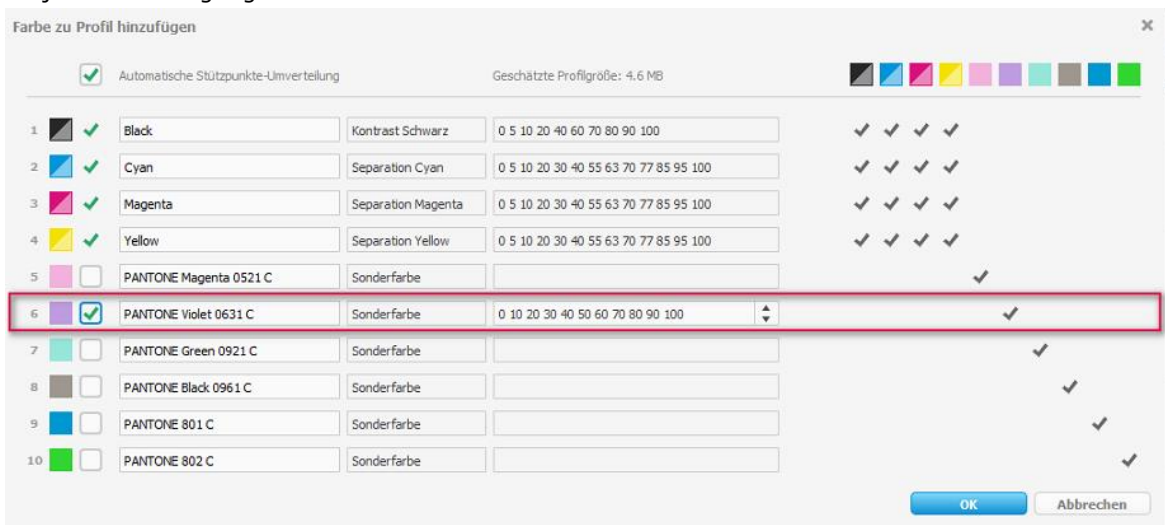 Farbe zu Profil hinzufügen
Automatische Stützpunkte-Umverteilung Geschätzte Profilgröße: 4.6 MB
1 Black Kontrast Schwarz 0 5 10 20 40 60 70 80 90 100
2 Cyan Separation Cyan 0 5 10 20 30 40 55 63 70 77 85 95 100
3 Magenta Separation Magenta 0 5 10 20 30 40 55 63 70 77 85 95 100
4 Yellow Separation Yellow 0 5 10 20 30 40 55 63 70 77 85 95 100
5 PANTONE Magenta 0521 C Sonderfarbe
6 PANTONE Violet 0631 C Sonderfarbe 0 10 20 30 40 50 60 70 80 90 100
7 PANTONE Green 0921 C Sonderfarbe
8 PANTONE Black 0961 C Sonderfarbe
9 PANTONE 801 C Sonderfarbe
10 PANTONE 802 C Sonderfarbe
OK Abbrechen